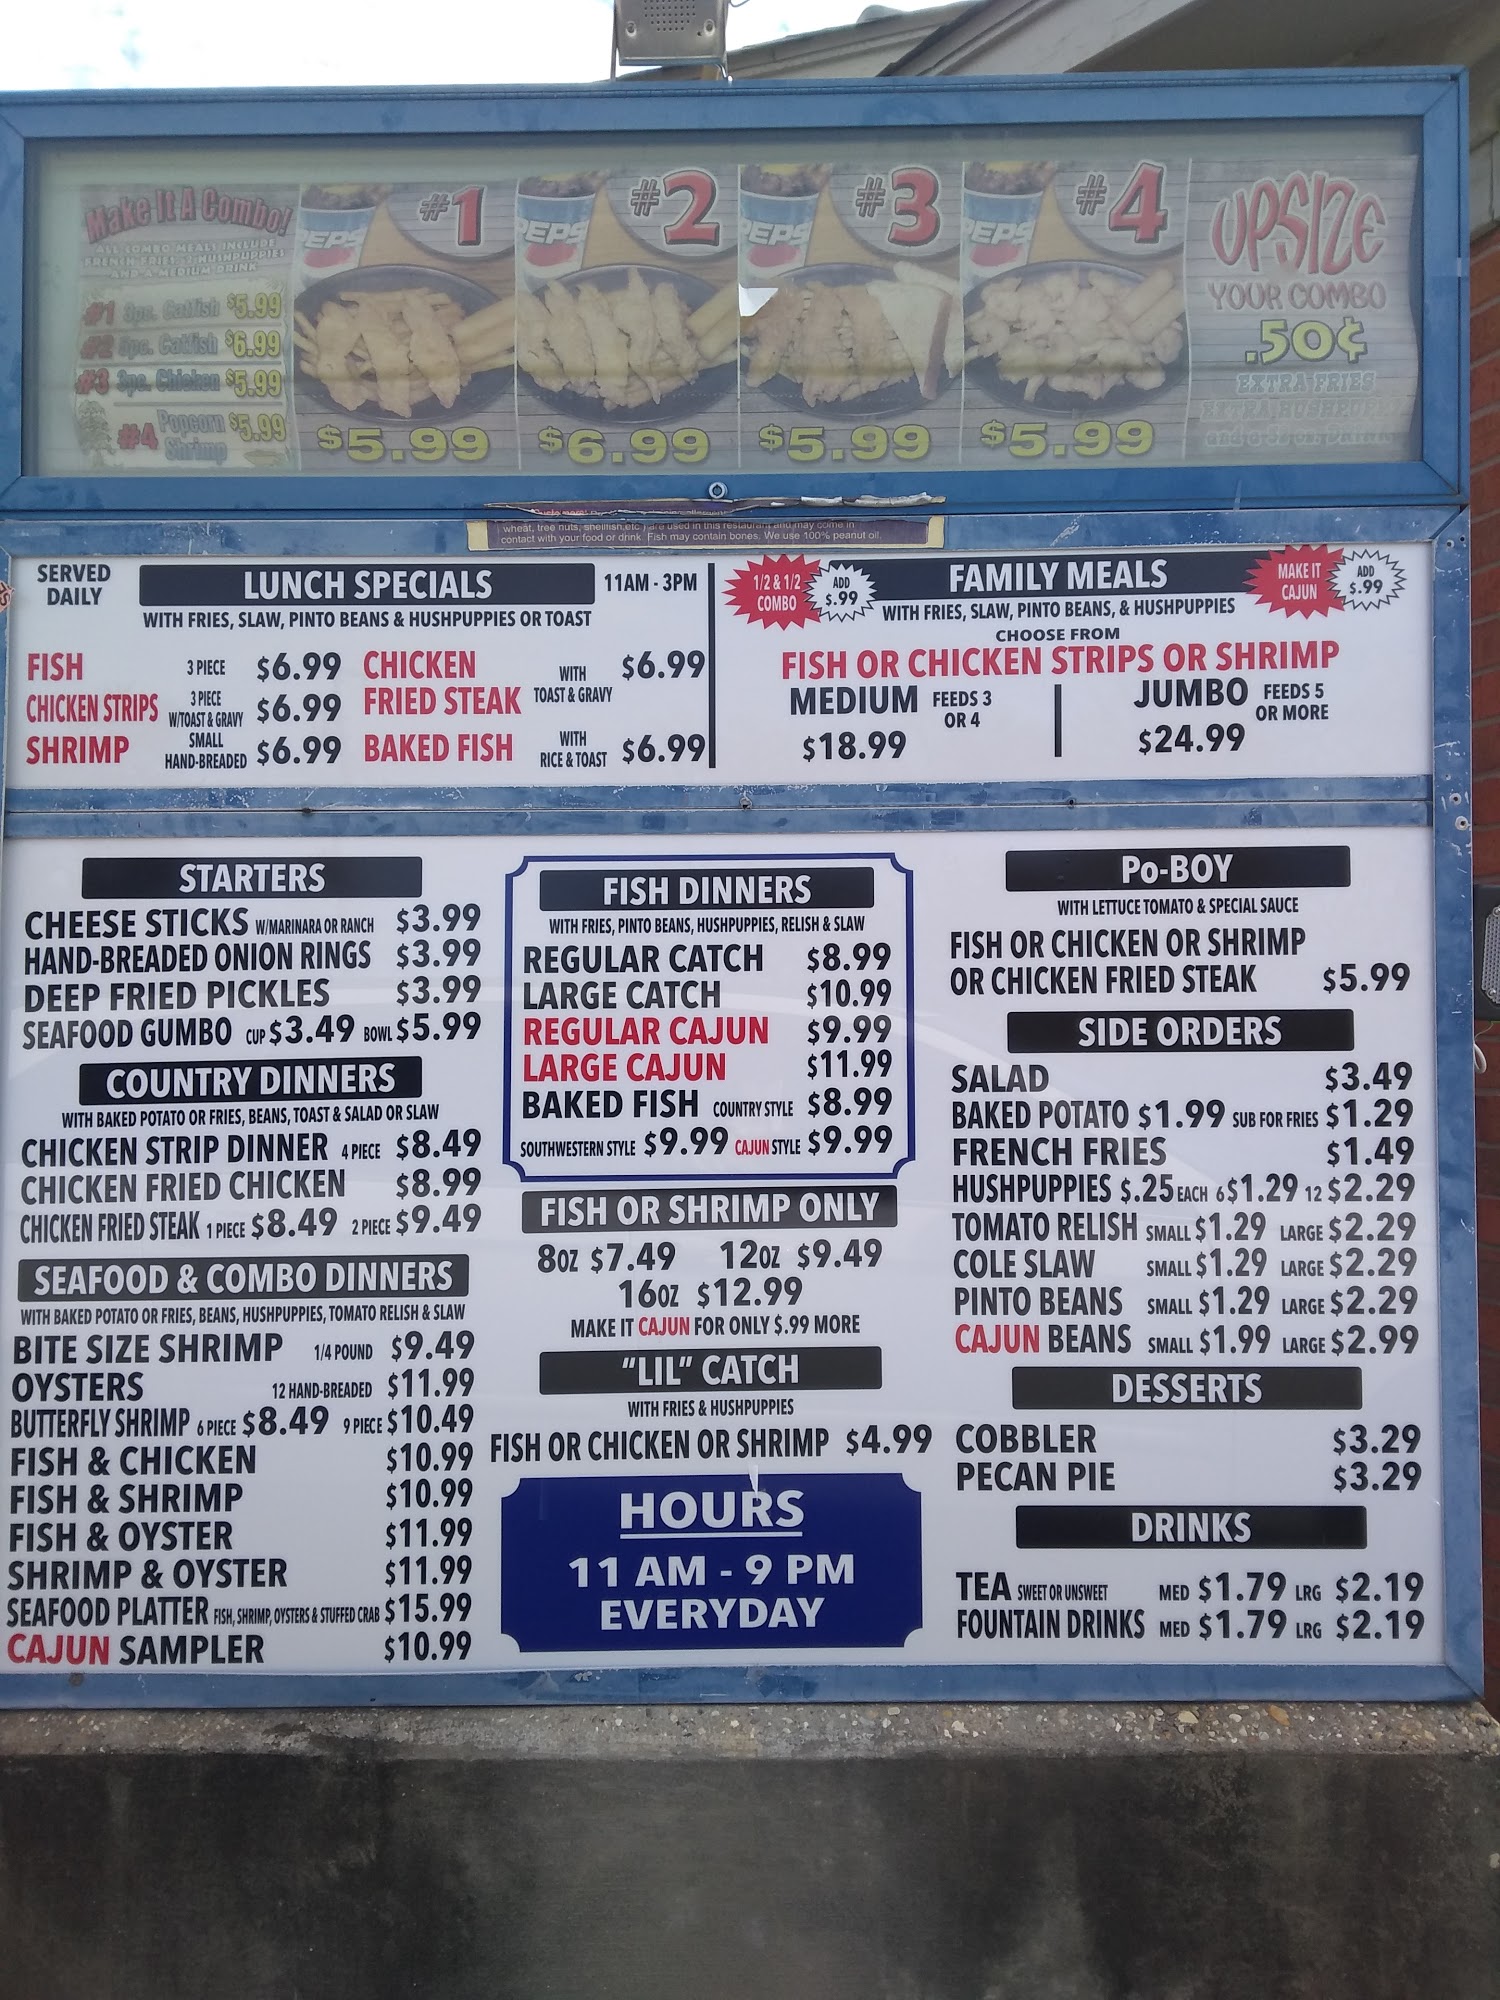 Make It A Combo!
ALL COMBO MEALS INCLUDE
FRENCH FRIES, 2 HUSHPUPPIES
AND A MEDIUM DRINK
#1 3pc. Catfish $5.99
#2 5pc. Catfish $6.99
#3 3pc. Chicken $5.99
#4 Popcorn Shrimp $5.99
PEPS #1 $5.99
PEPS #2 $6.99
PEPS #3 $5.99
PEPS #4 $5.99
UPSIZE
YOUR COMBO
.50¢
EXTRA FRIES
EXTRA HUSHPUPP
and a 32 oz. DRINK
wheat, tree nuts, shellfish,etc.) are used in this restaurant and may come in
contact with your food or drink. Fish may contain bones. We use 100% peanut oil.
SERVED DAILY
LUNCH SPECIALS 11AM - 3PM
WITH FRIES, SLAW, PINTO BEANS & HUSHPUPPIES OR TOAST
FISH 3 PIECE $6.99
CHICKEN STRIPS 3 PIECE W/TOAST & GRAVY $6.99
SHRIMP SMALL HAND-BREADED $6.99
CHICKEN FRIED STEAK WITH TOAST & GRAVY $6.99
BAKED FISH WITH RICE & TOAST $6.99
1/2 & 1/2 COMBO ADD $.99
FAMILY MEALS
MAKE IT CAJUN ADD $.99
WITH FRIES, SLAW, PINTO BEANS, & HUSHPUPPIES
CHOOSE FROM
FISH OR CHICKEN STRIPS OR SHRIMP
MEDIUM FEEDS 3 OR 4
$18.99
JUMBO FEEDS 5 OR MORE
$24.99
STARTERS
CHEESE STICKS W/MARINARA OR RANCH $3.99
HAND-BREADED ONION RINGS $3.99
DEEP FRIED PICKLES $3.99
SEAFOOD GUMBO CUP $3.49 BOWL $5.99
COUNTRY DINNERS
WITH BAKED POTATO OR FRIES, BEANS, TOAST & SALAD OR SLAW
CHICKEN STRIP DINNER 4 PIECE $8.49
CHICKEN FRIED CHICKEN $8.99
CHICKEN FRIED STEAK 1 PIECE $8.49 2 PIECE $9.49
SEAFOOD & COMBO DINNERS
WITH BAKED POTATO OR FRIES, BEANS, HUSHPUPPIES, TOMATO RELISH & SLAW
BITE SIZE SHRIMP 1/4 POUND $9.49
OYSTERS 12 HAND-BREADED $11.99
BUTTERFLY SHRIMP 6 PIECE $8.49 9 PIECE $10.49
FISH & CHICKEN $10.99
FISH & SHRIMP $10.99
FISH & OYSTER $11.99
SHRIMP & OYSTER $11.99
SEAFOOD PLATTER FISH, SHRIMP, OYSTERS & STUFFED CRAB $15.99
CAJUN SAMPLER $10.99
FISH DINNERS
WITH FRIES, PINTO BEANS, HUSHPUPPIES, RELISH & SLAW
REGULAR CATCH $8.99
LARGE CATCH $10.99
REGULAR CAJUN $9.99
LARGE CAJUN $11.99
BAKED FISH COUNTRY STYLE $8.99
SOUTHWESTERN STYLE $9.99 CAJUN STYLE $9.99
FISH OR SHRIMP ONLY
8OZ $7.49 12OZ $9.49
16OZ $12.99
MAKE IT CAJUN FOR ONLY $.99 MORE
"LIL" CATCH
WITH FRIES & HUSHPUPPIES
FISH OR CHICKEN OR SHRIMP $4.99
HOURS
11 AM - 9 PM
EVERYDAY
Po-BOY
WITH LETTUCE TOMATO & SPECIAL SAUCE
FISH OR CHICKEN OR SHRIMP
OR CHICKEN FRIED STEAK $5.99
SIDE ORDERS
SALAD $3.49
BAKED POTATO $1.99 SUB FOR FRIES $1.29
FRENCH FRIES $1.49
HUSHPUPPIES $.25 EACH 6 $1.29 12 $2.29
TOMATO RELISH SMALL $1.29 LARGE $2.29
COLE SLAW SMALL $1.29 LARGE $2.29
PINTO BEANS SMALL $1.29 LARGE $2.29
CAJUN BEANS SMALL $1.99 LARGE $2.99
DESSERTS
COBBLER $3.29
PECAN PIE $3.29
DRINKS
TEA SWEET OR UNSWEET MED $1.79 LRG $2.19
FOUNTAIN DRINKS MED $1.79 LRG $2.19